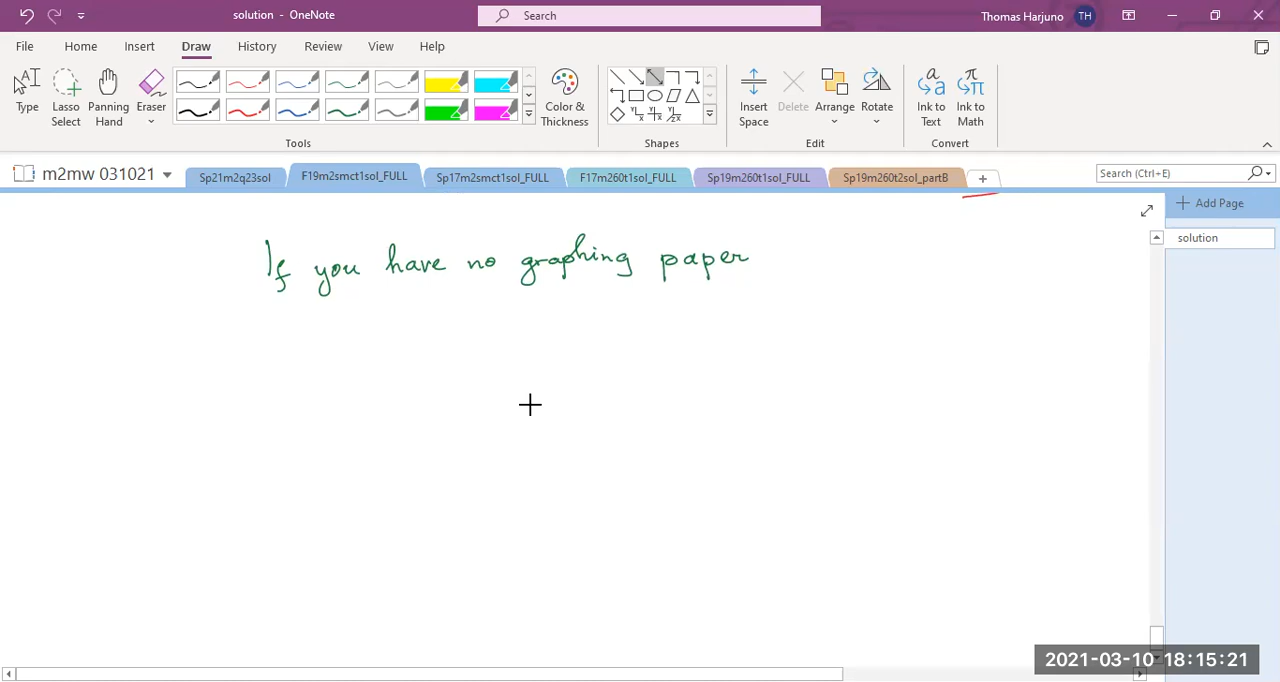 solution - OneNote
Search
Thomas Harjuno
TH
File
Home
Insert
Draw
History
Review
View
Help
Type
Lasso Select
Panning Hand
Eraser
Color & Thickness
Insert Space
Delete
Arrange
Rotate
Ink to Text
Ink to Math
Tools
Shapes
Edit
Convert
m2mw 031021
Sp21m2q23sol
F19m2smct1sol_FULL
Sp17m2smct1sol_FULL
F17m260t1sol_FULL
Sp19m260t1sol_FULL
Sp19m260t2sol_partB
Search (Ctrl+E)
Add Page
solution
If you have no graphing paper
2021-03-10 18:15:21